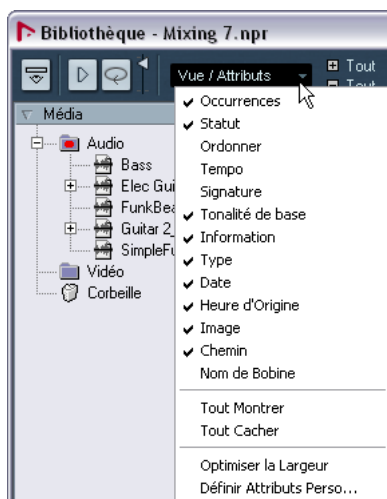 Bibliothèque - Mixing 7.npr
Vue / Attributs
Tout
Tout
Média
Audio
Bass
Elec Gui
FunkBea
Guitar 2_
SimpleFu
Vidéo
Corbeille
Occurrences
Statut
Ordonner
Tempo
Signature
Tonalité de base
Information
Type
Date
Heure d'Origine
Image
Chemin
Nom de Bobine
Tout Montrer
Tout Cacher
Optimiser la Largeur
Définir Attributs Perso...